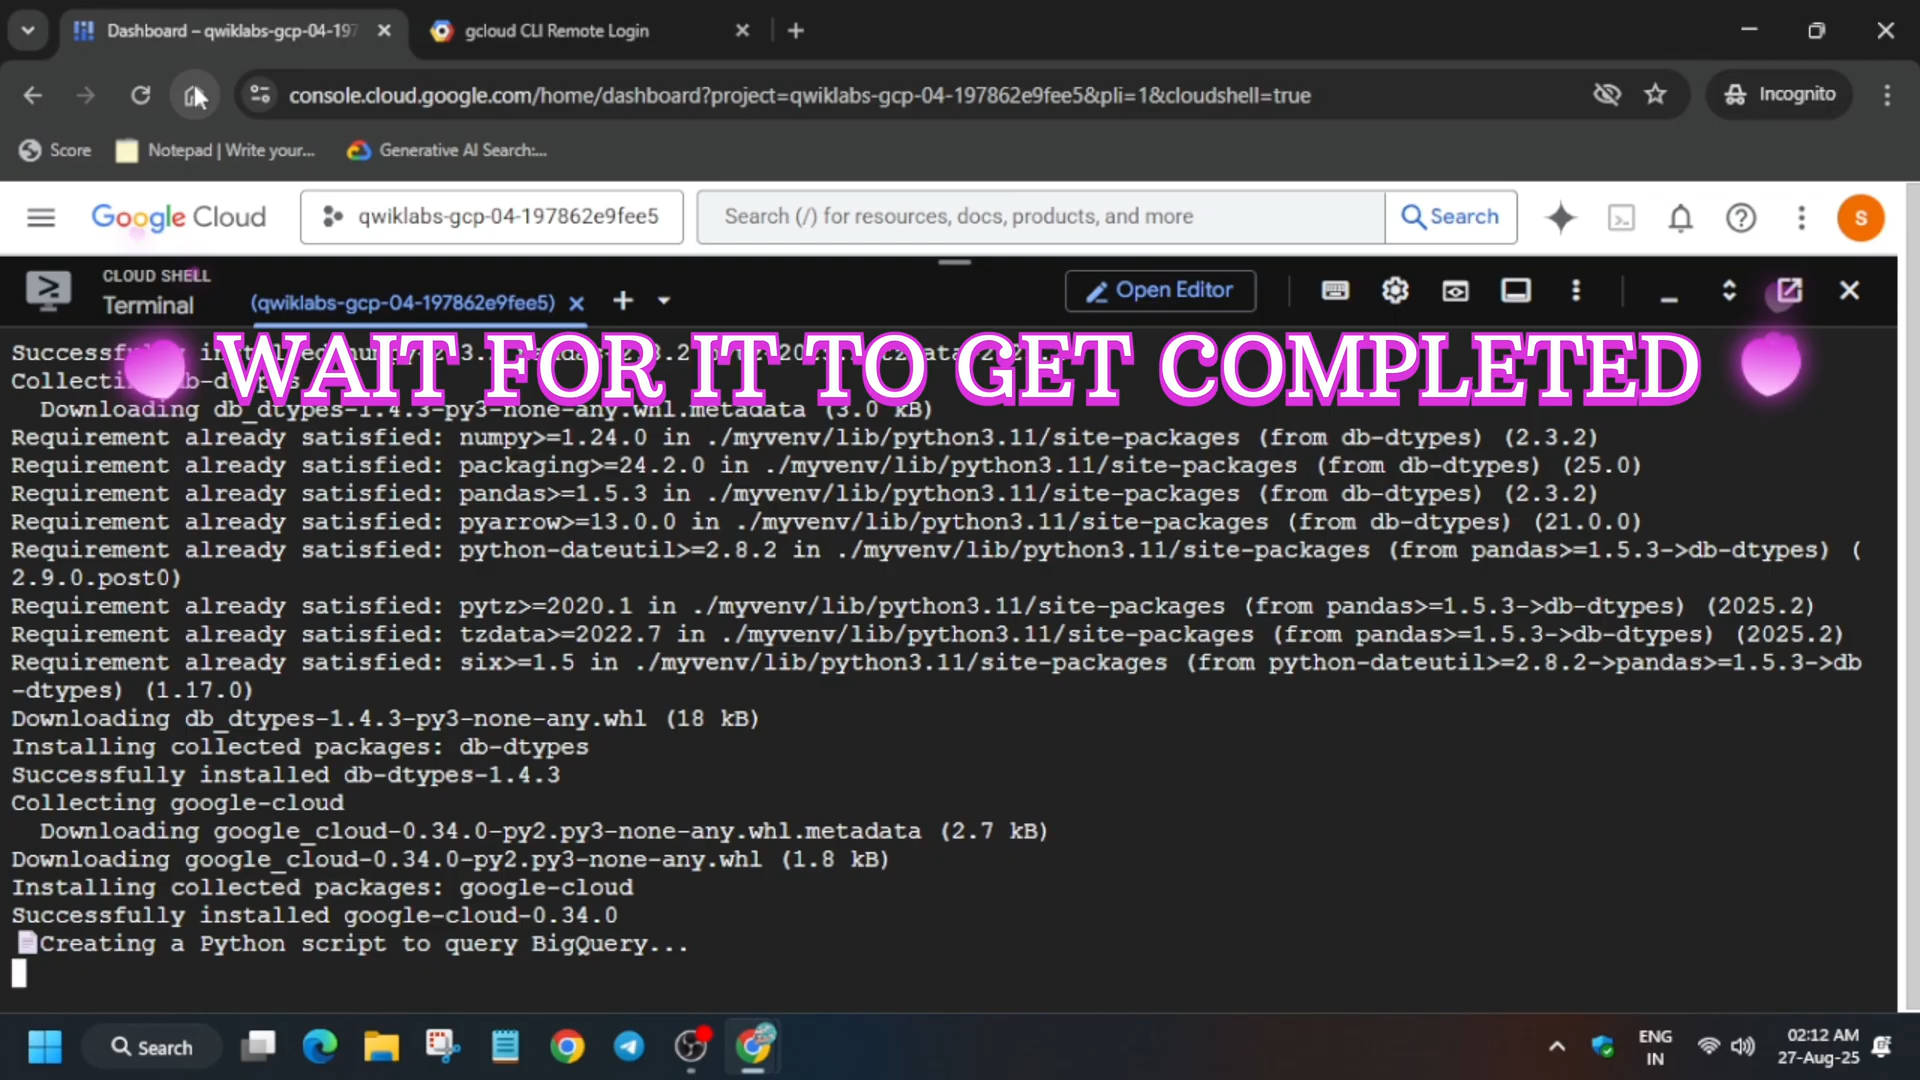 Dashboard – qwiklabs-gcp-04-197
gcloud CLI Remote Login
console.cloud.google.com/home/dashboard?project=qwiklabs-gcp-04-197862e9fee5&pli=1&cloudshell=true
Incognito
Score
Notepad | Write your...
Generative AI Search:...
Google Cloud
qwiklabs-gcp-04-197862e9fee5
Search (/) for resources, docs, products, and more
Search
S
CLOUD SHELL
Terminal
(qwiklabs-gcp-04-197862e9fee5)
Open Editor
WAIT FOR IT TO GET COMPLETED
Downloading db_dtypes-1.4.3-py3-none-any.whl.metadata (3.0 kB)
Requirement already satisfied: numpy>=1.24.0 in ./myvenv/lib/python3.11/site-packages (from db-dtypes) (2.3.2)
Requirement already satisfied: packaging>=24.2.0 in ./myvenv/lib/python3.11/site-packages (from db-dtypes) (25.0)
Requirement already satisfied: pandas>=1.5.3 in ./myvenv/lib/python3.11/site-packages (from db-dtypes) (2.3.2)
Requirement already satisfied: pyarrow>=13.0.0 in ./myvenv/lib/python3.11/site-packages (from db-dtypes) (21.0.0)
Requirement already satisfied: python-dateutil>=2.8.2 in ./myvenv/lib/python3.11/site-packages (from pandas>=1.5.3->db-dtypes) (
2.9.0.post0)
Requirement already satisfied: pytz>=2020.1 in ./myvenv/lib/python3.11/site-packages (from pandas>=1.5.3->db-dtypes) (2025.2)
Requirement already satisfied: tzdata>=2022.7 in ./myvenv/lib/python3.11/site-packages (from pandas>=1.5.3->db-dtypes) (2025.2)
Requirement already satisfied: six>=1.5 in ./myvenv/lib/python3.11/site-packages (from python-dateutil>=2.8.2->pandas>=1.5.3->db
-dtypes) (1.17.0)
Downloading db_dtypes-1.4.3-py3-none-any.whl (18 kB)
Installing collected packages: db-dtypes
Successfully installed db-dtypes-1.4.3
Collecting google-cloud
Downloading google_cloud-0.34.0-py2.py3-none-any.whl.metadata (2.7 kB)
Downloading google_cloud-0.34.0-py2.py3-none-any.whl (1.8 kB)
Installing collected packages: google-cloud
Successfully installed google-cloud-0.34.0
Creating a Python script to query BigQuery...
Search
ENG
IN
02:12 AM
27-Aug-25